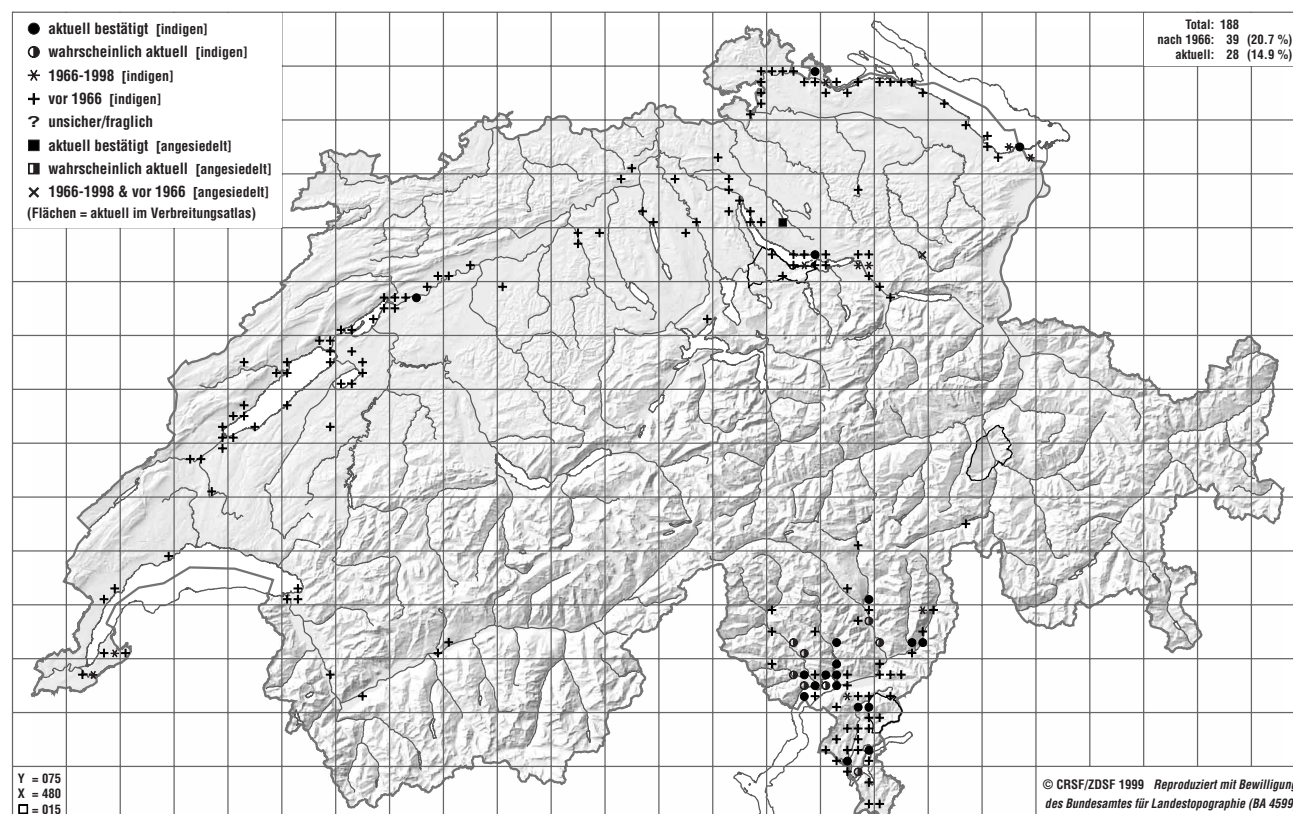 aktuell bestätigt [indigen]
wahrscheinlich aktuell [indigen]
1966-1998 [indigen]
vor 1966 [indigen]
? unsicher/fraglich
aktuell bestätigt [angesiedelt]
wahrscheinlich aktuell [angesiedelt]
1966-1998 & vor 1966 [angesiedelt]
(Flächen = aktuell im Verbreitungsatlas)
Total: 188
nach 1966: 39 (20.7 %)
aktuell: 28 (14.9 %)
Y = 075
X = 480
= 015
© CRSF/ZDSF 1999 Reproduziert mit Bewilligung
des Bundesamtes für Landestopographie (BA 4599